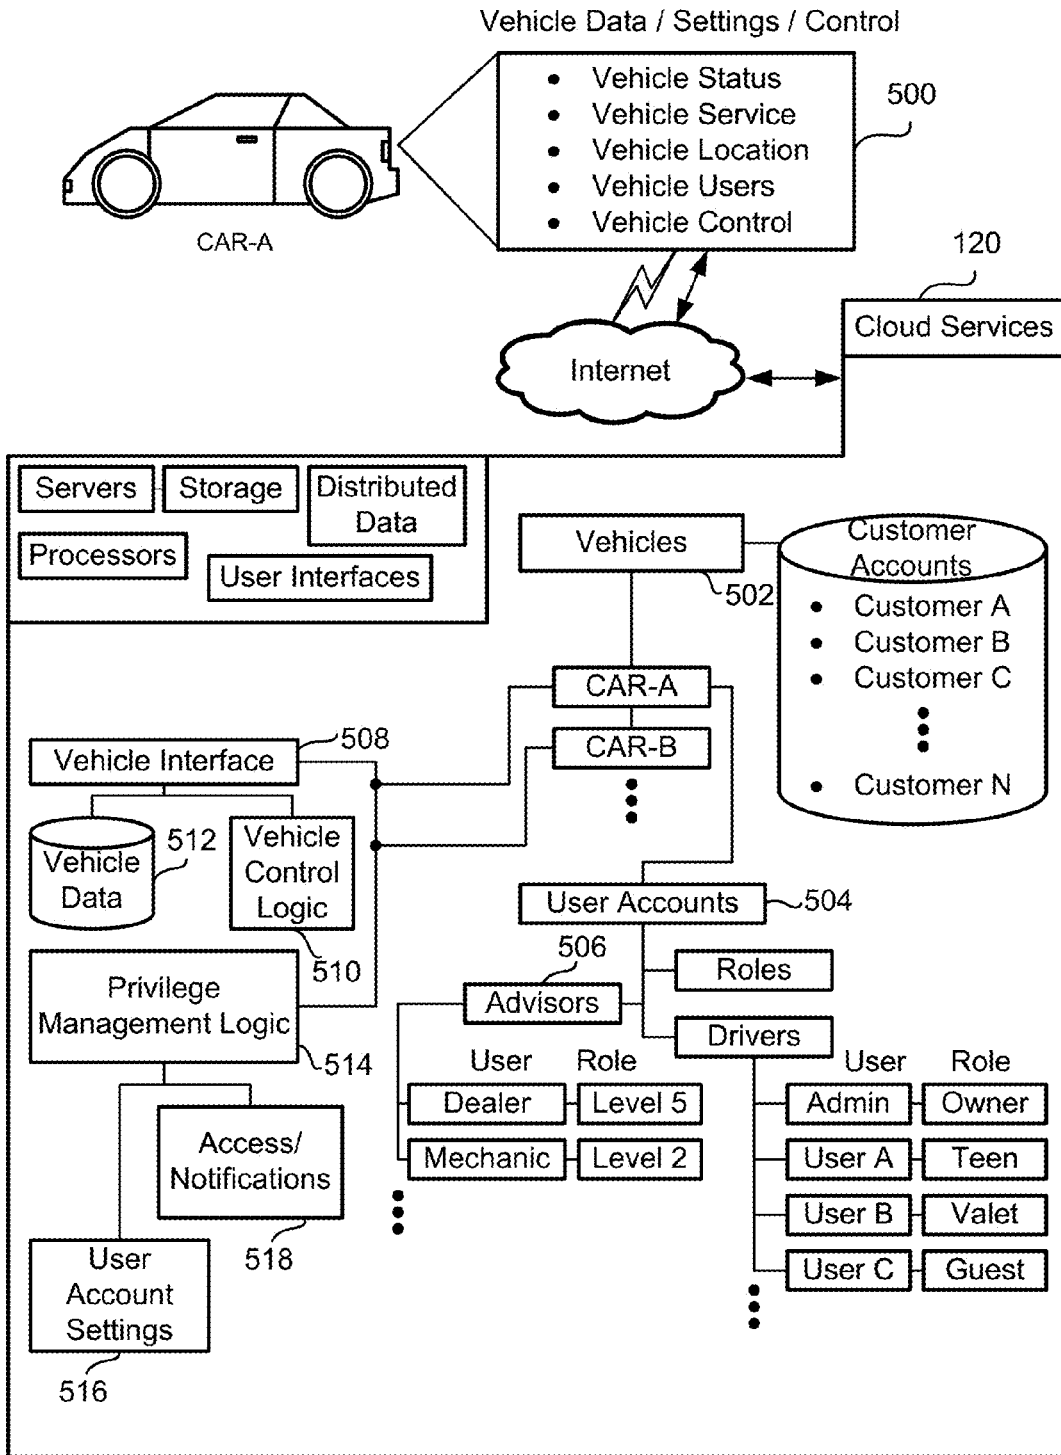 Vehicle Data / Settings / Control
• Vehicle Status
• Vehicle Service
• Vehicle Location
• Vehicle Users
• Vehicle Control
500
CAR-A
120
Cloud Services
Internet
Servers
Storage
Distributed
Data
Processors
User Interfaces
Vehicles
502
Customer
Accounts
• Customer A
• Customer B
• Customer C
• Customer N
CAR-A
CAR-B
Vehicle Interface
508
Vehicle
Data
512
Vehicle
Control
Logic
510
User Accounts
504
Privilege
Management Logic
514
506
Advisors
Roles
Drivers
User Role
Dealer Level 5
Mechanic Level 2
User Role
Admin Owner
User A Teen
User B Valet
User C Guest
Access/
Notifications
518
User
Account
Settings
516